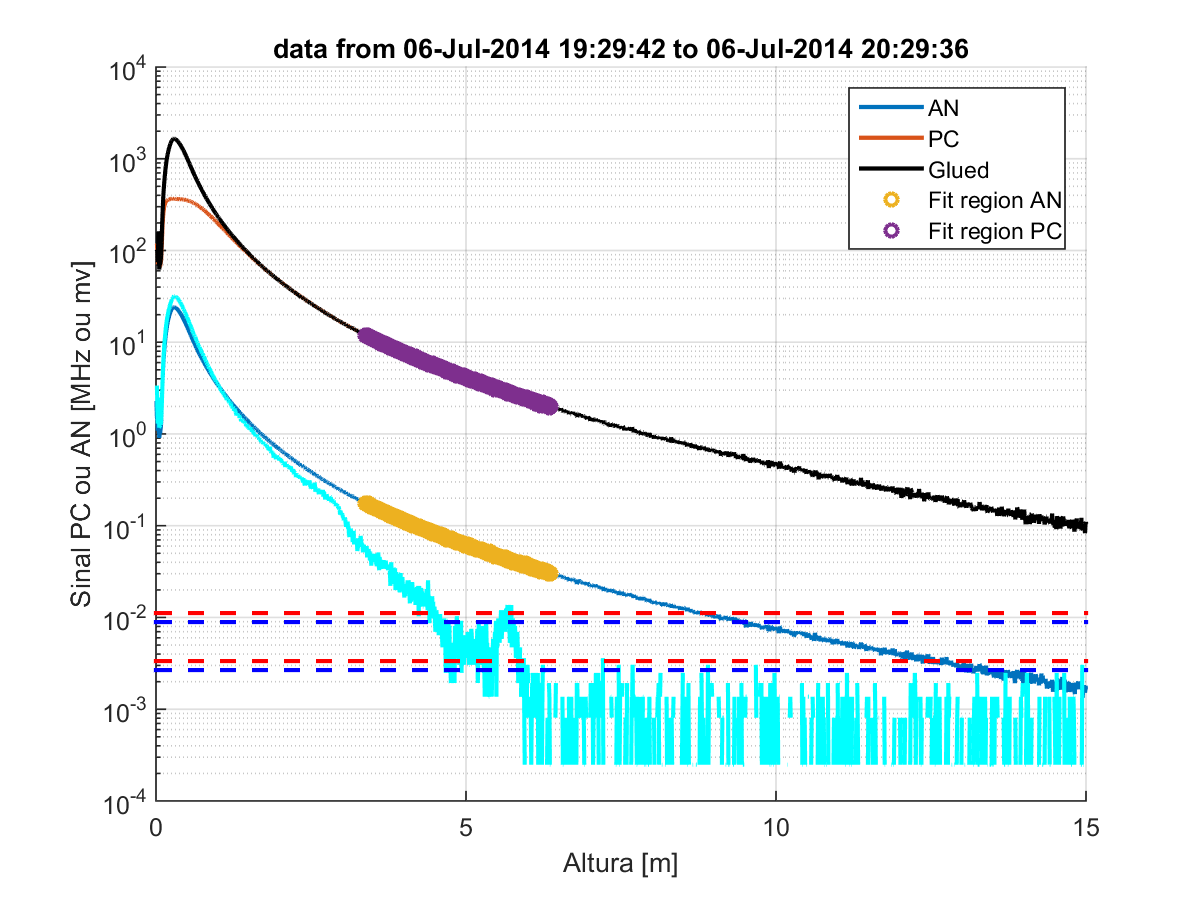 data from 06-Jul-2014 19:29:42 to 06-Jul-2014 20:29:36
10^4
10^3
10^2
10^1
10^0
10^-1
10^-2
10^-3
10^-4
Sinal PC ou AN [MHz ou mv]
AN
PC
Glued
Fit region AN
Fit region PC
0 5 10 15
Altura [m]